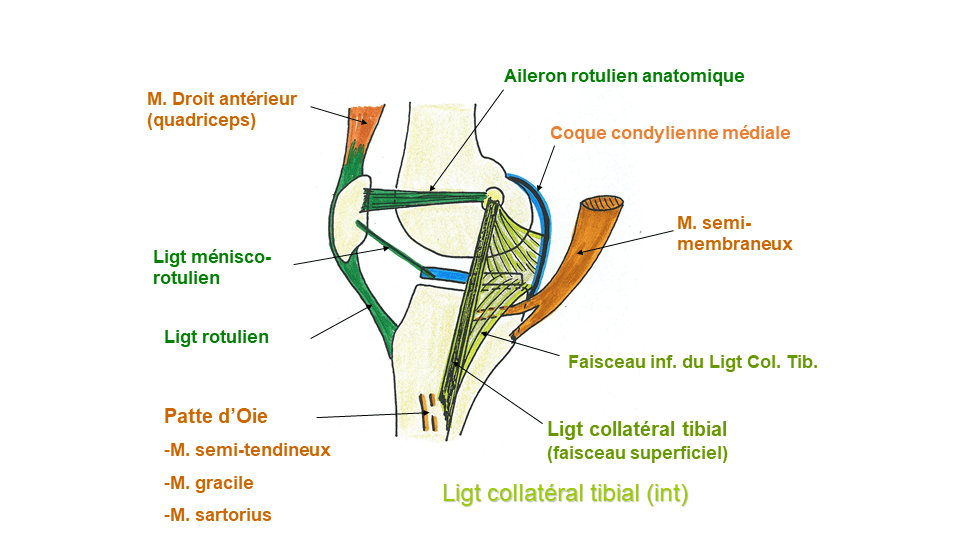 Aileron rotulien anatomique
M. Droit antérieur
(quadriceps)
Coque condylienne médiale
M. semi-
membraneux
Ligt ménisco-
rotulien
Ligt rotulien
Faisceau inf. du Ligt Col. Tib.
Patte d’Oie
-M. semi-tendineux
-M. gracile
-M. sartorius
Ligt collatéral tibial
(faisceau superficiel)
Ligt collatéral tibial (int)